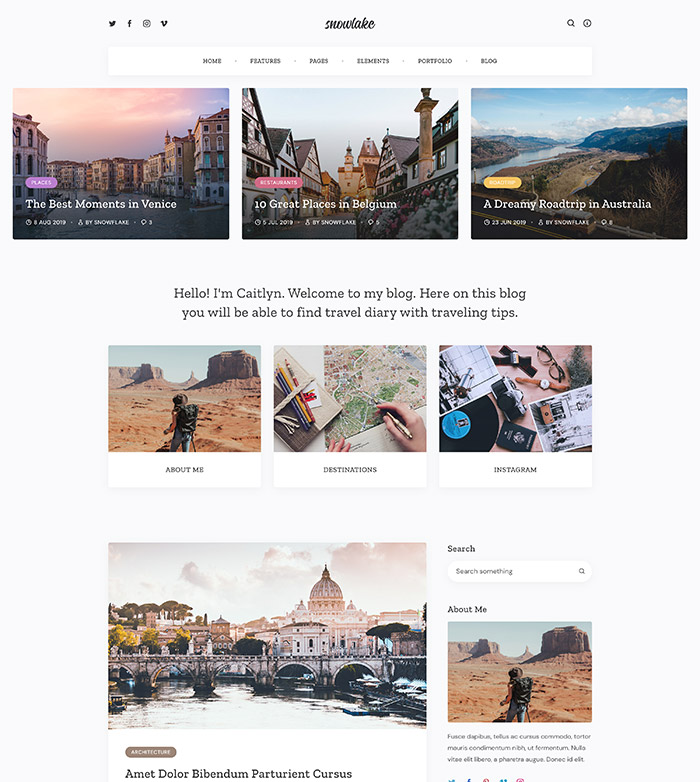 snowlake
HOME
FEATURES
PAGES
ELEMENTS
PORTFOLIO
BLOG
PLACES
The Best Moments in Venice
8 AUG 2019 BY SNOWFLAKE 3
RESTAURANTS
10 Great Places in Belgium
5 JUL 2019 BY SNOWFLAKE 5
ROADTRIP
A Dreamy Roadtrip in Australia
23 JUN 2019 BY SNOWFLAKE 8
Hello! I'm Caitlyn. Welcome to my blog. Here on this blog
you will be able to find travel diary with traveling tips.
ABOUT ME
DESTINATIONS
INSTAGRAM
ARCHITECTURE
Amet Dolor Bibendum Parturient Cursus
Search
Search something
About Me
Fusce dapibus, tellus ac cursus commodo, tortor
mauris condimentum nibh, ut fermentum. Nulla
vitae elit libero, a pharetra augue. Donec id elit.